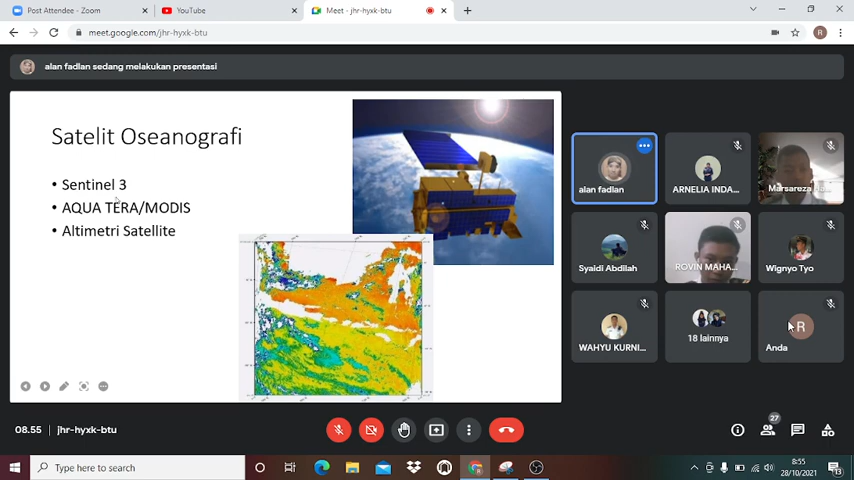 Post Attendee - Zoom
YouTube
Meet - jhr-hyxk-btu
meet.google.com/jhr-hyxk-btu
R
alan fadlan sedang melakukan presentasi
Satelit Oseanografi
• Sentinel 3
• AQUA TERA/MODIS
• Altimetri Satellite
alan fadlan
ARNELIA INDA...
Marsareza
Syaidi Abdilah
ROVIN MAHA...
Wignyo Tyo
WAHYU KURNI...
18 lainnya
R
Anda
08.55
jhr-hyxk-btu
27
Type here to search
8:55
28/10/2021
13